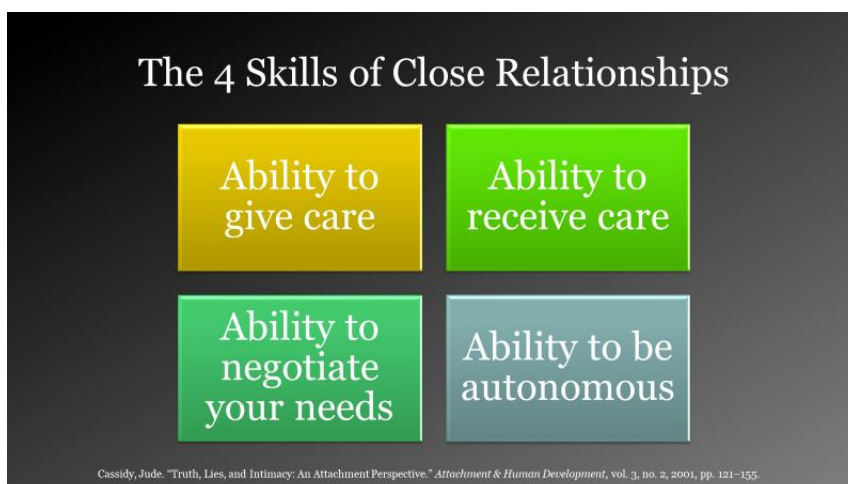 The 4 Skills of Close Relationships
Ability to
give care
Ability to
receive care
Ability to
negotiate
your needs
Ability to be
autonomous
Cassidy, Jude. "Truth, Lies, and Intimacy: An Attachment Perspective." Attachment & Human Development, vol. 3, no. 2, 2001, pp. 121–155.